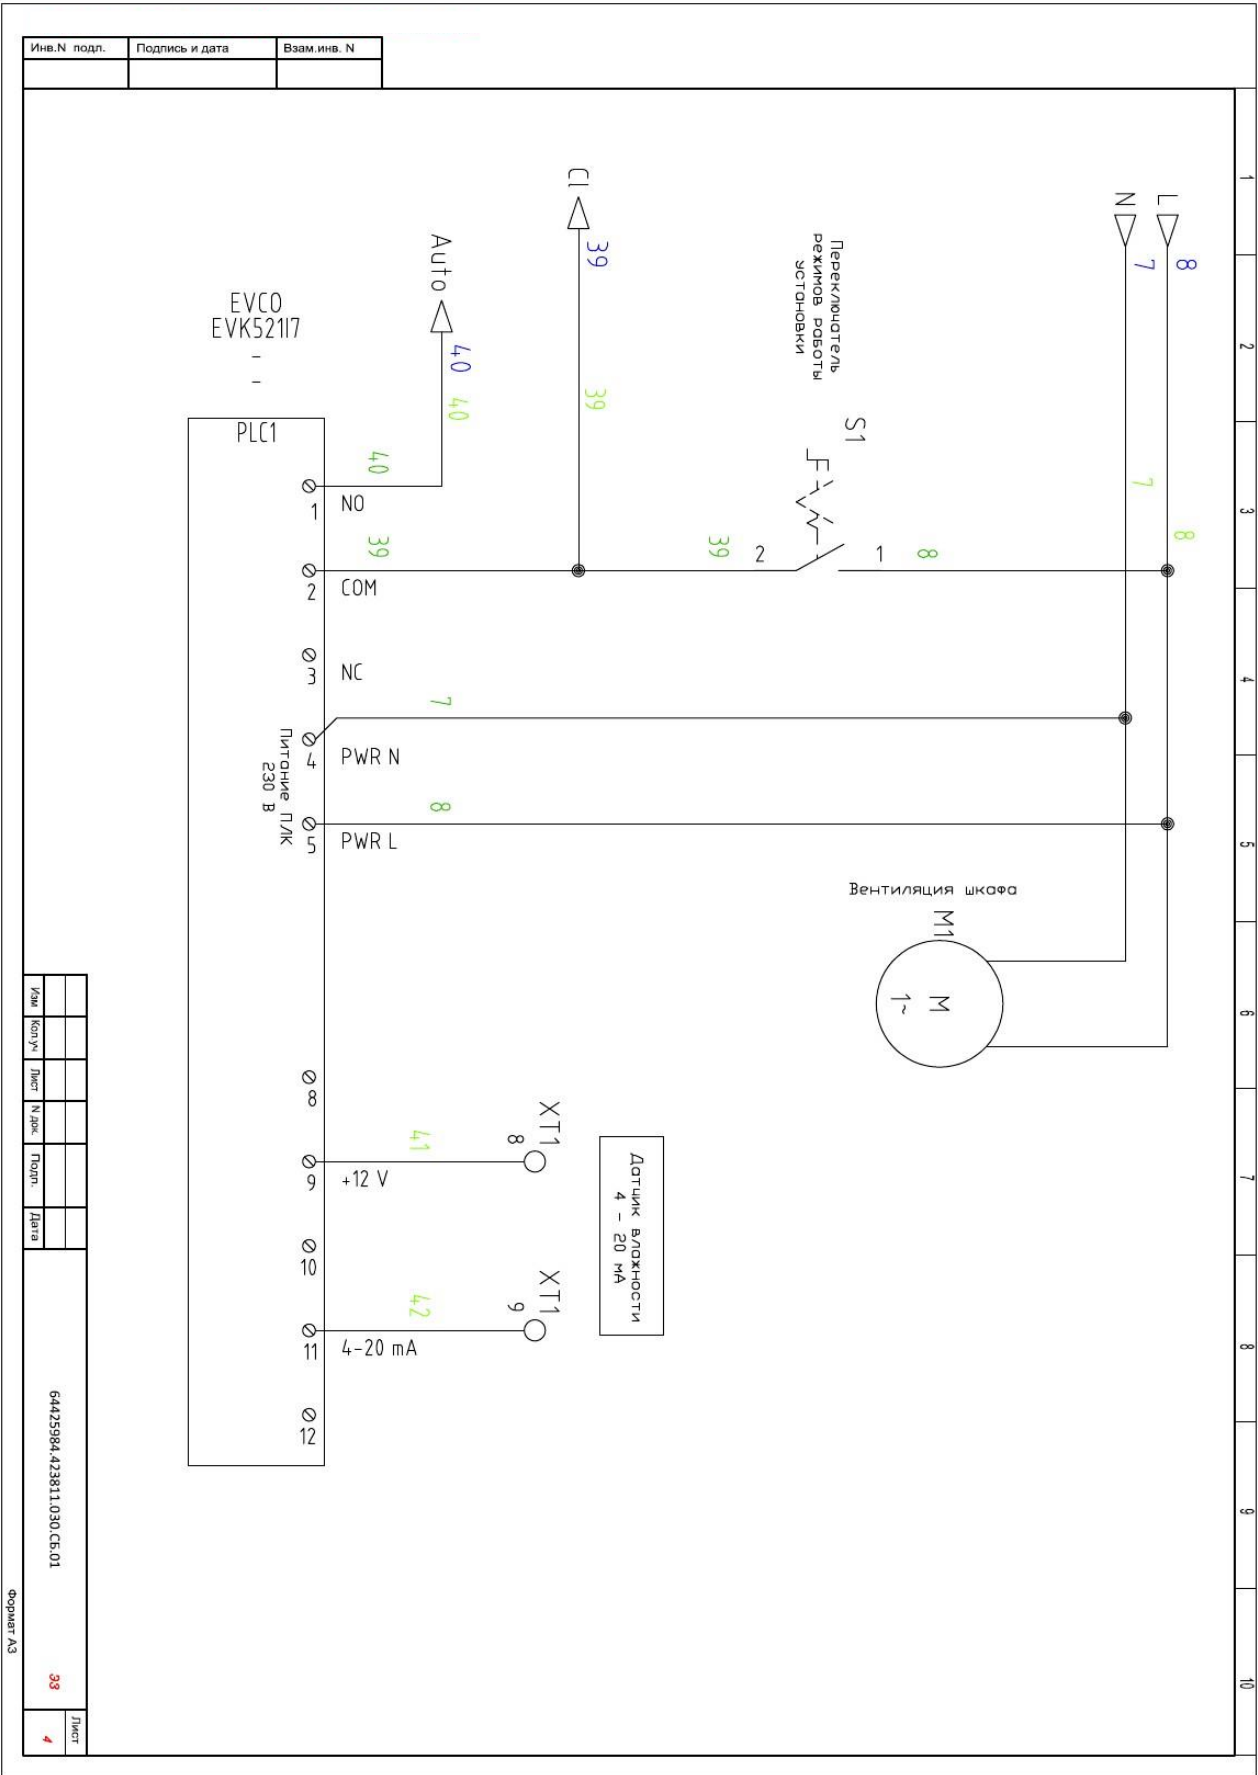 Инв.N подл.
Подпись и дата
Взам.инв. N
1
2
3
4
5
6
7
8
9
10
L
8
8
N
7
7
Переключатель
режимов работы
установки
S1
1
8
2
39
CI
39
39
Auto
40
40
EVCO
EVK521I7
-
-
PLC1
40
1
NO
39
2
COM
3
NC
7
4
PWR N
8
5
PWR L
Питание ПЛК
230 В
Вентиляция шкафа
M1
M
1~
8
9
+12 V
41
XT1
8
10
11
4-20 mA
42
XT1
9
12
Датчик влажности
4 - 20 мА
Изм
Кол.уч
Лист
N док.
Подп.
Дата
64425984.423811.030.СБ.01
ЭЗ
Лист
4
Формат А3